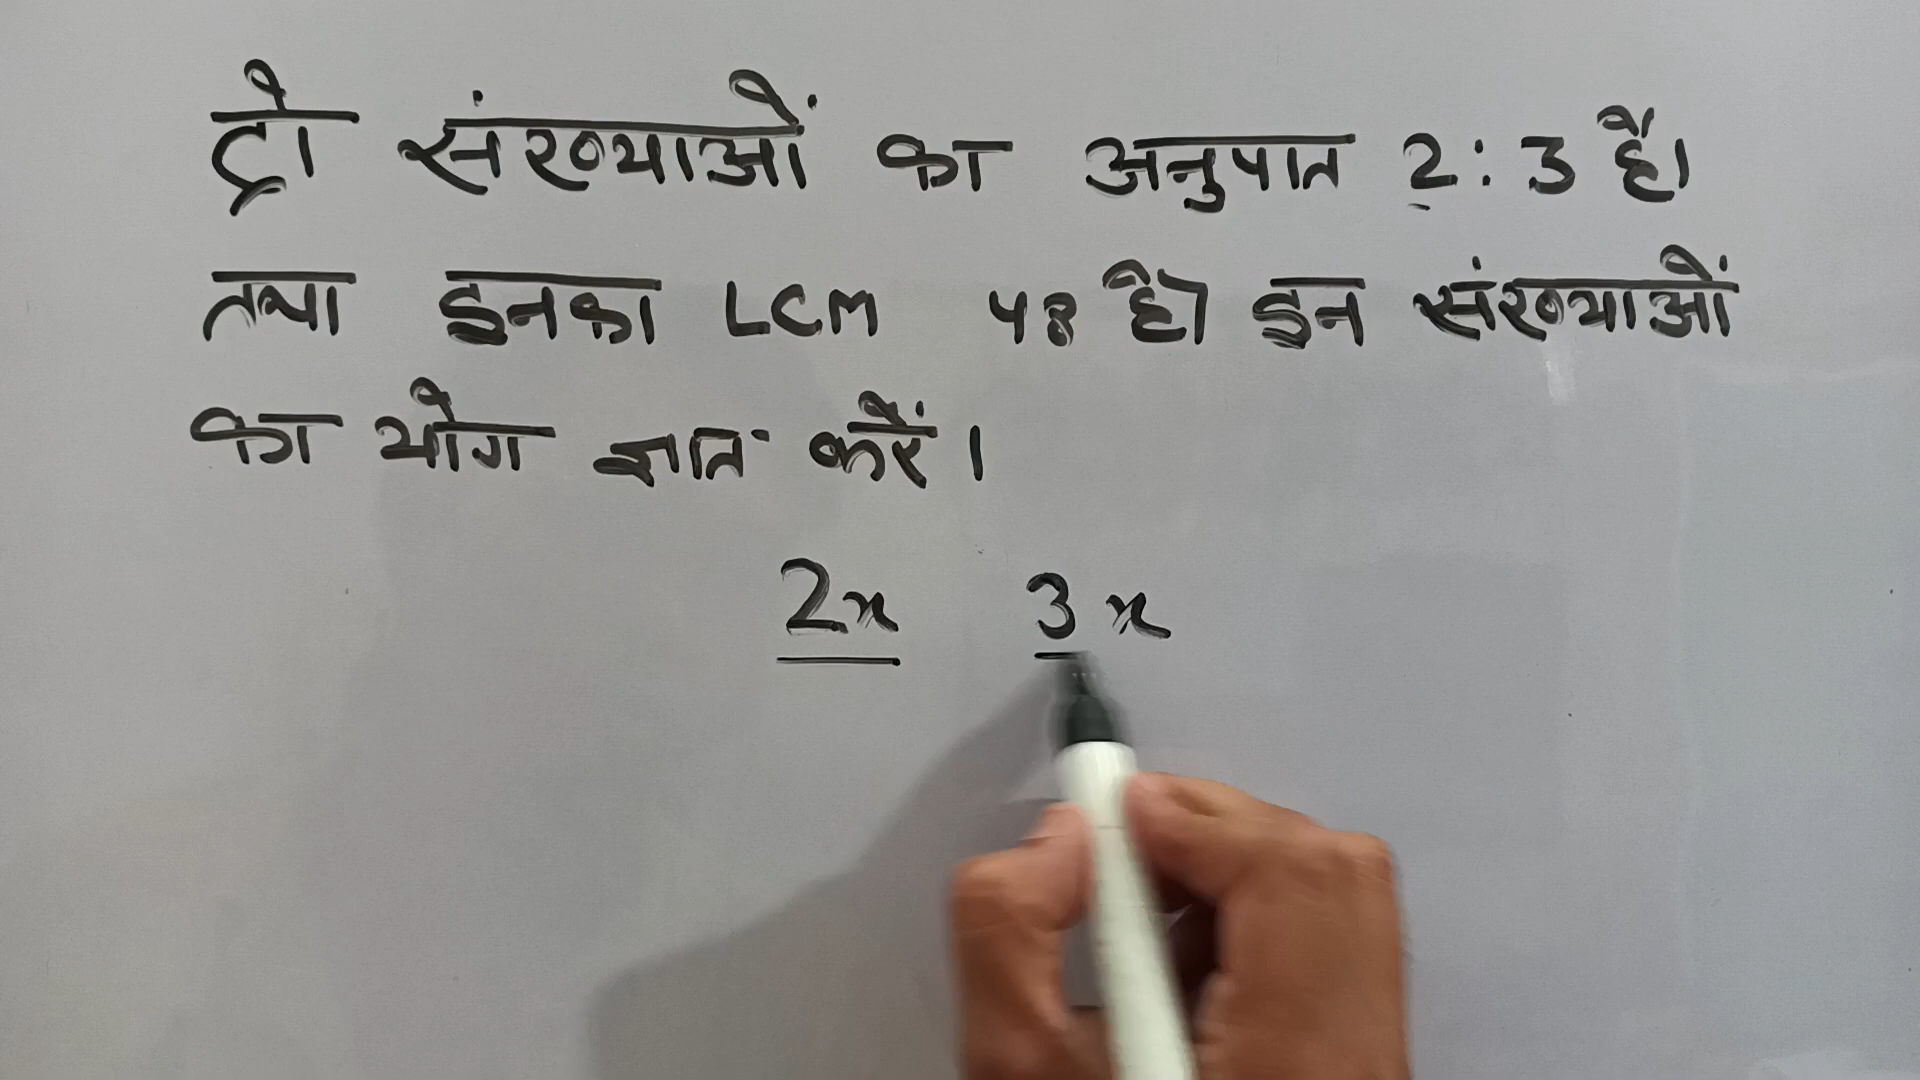 दो संख्याओं का अनुपात 2:3 है।
तथा इनका LCM 48 है। इन संख्याओं
का योग ज्ञात करें।
2x 3x